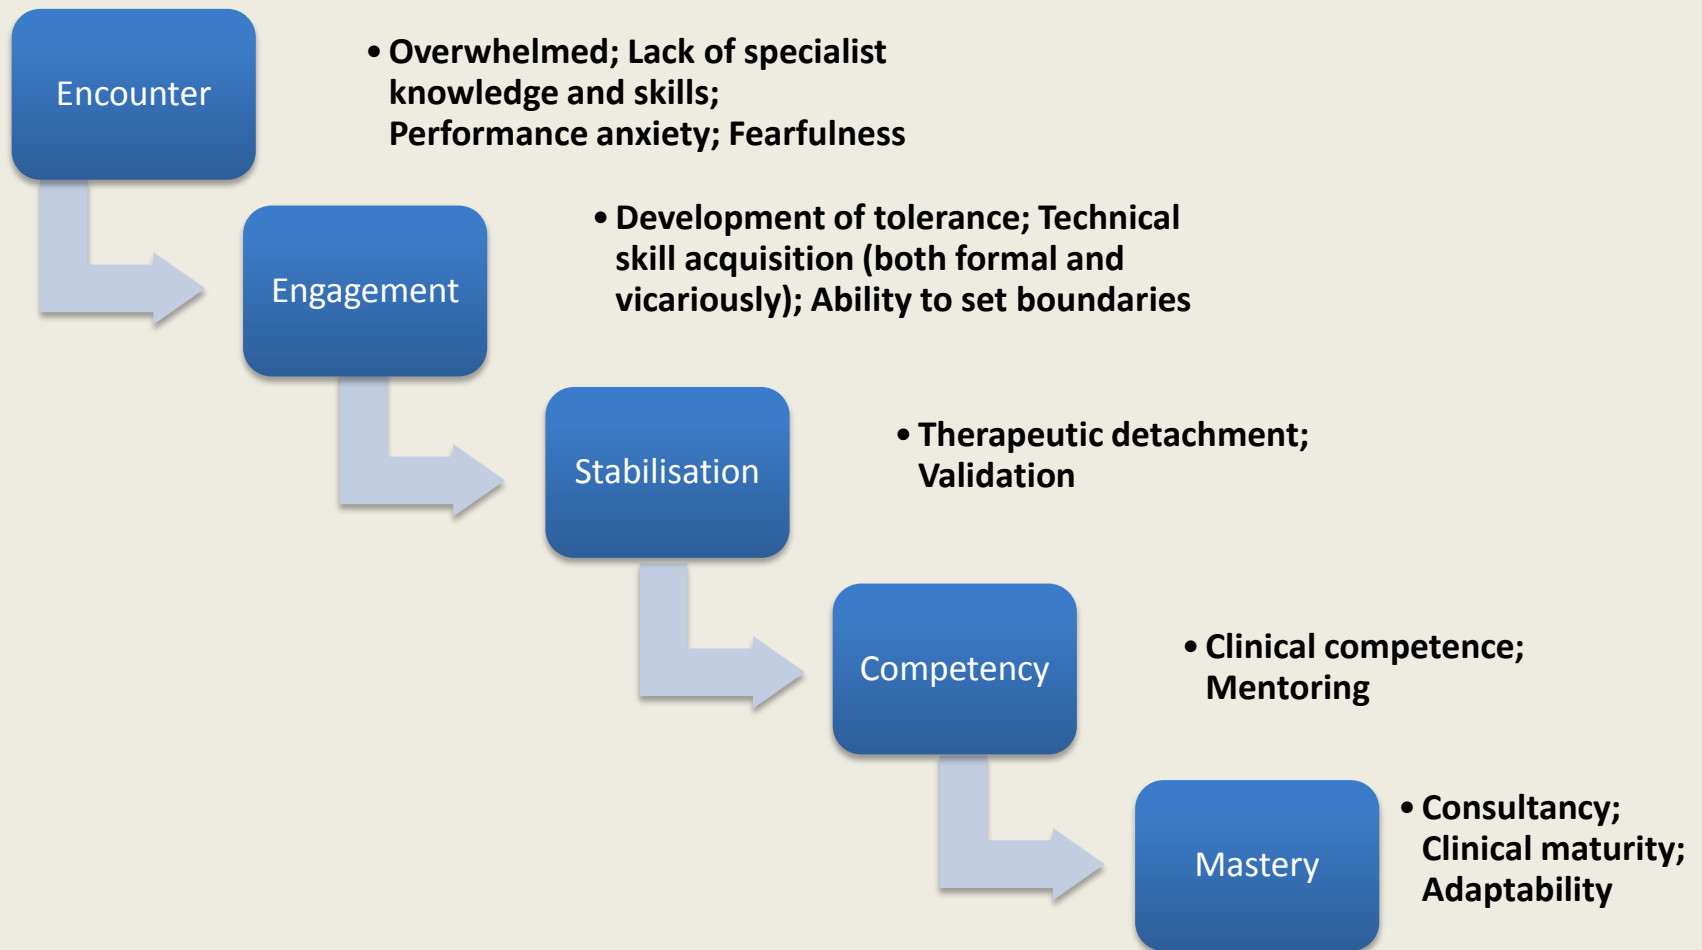 Encounter
• Overwhelmed; Lack of specialist
knowledge and skills;
Performance anxiety; Fearfulness
Engagement
• Development of tolerance; Technical
skill acquisition (both formal and
vicariously); Ability to set boundaries
Stabilisation
• Therapeutic detachment;
Validation
Competency
• Clinical competence;
Mentoring
Mastery
• Consultancy;
Clinical maturity;
Adaptability